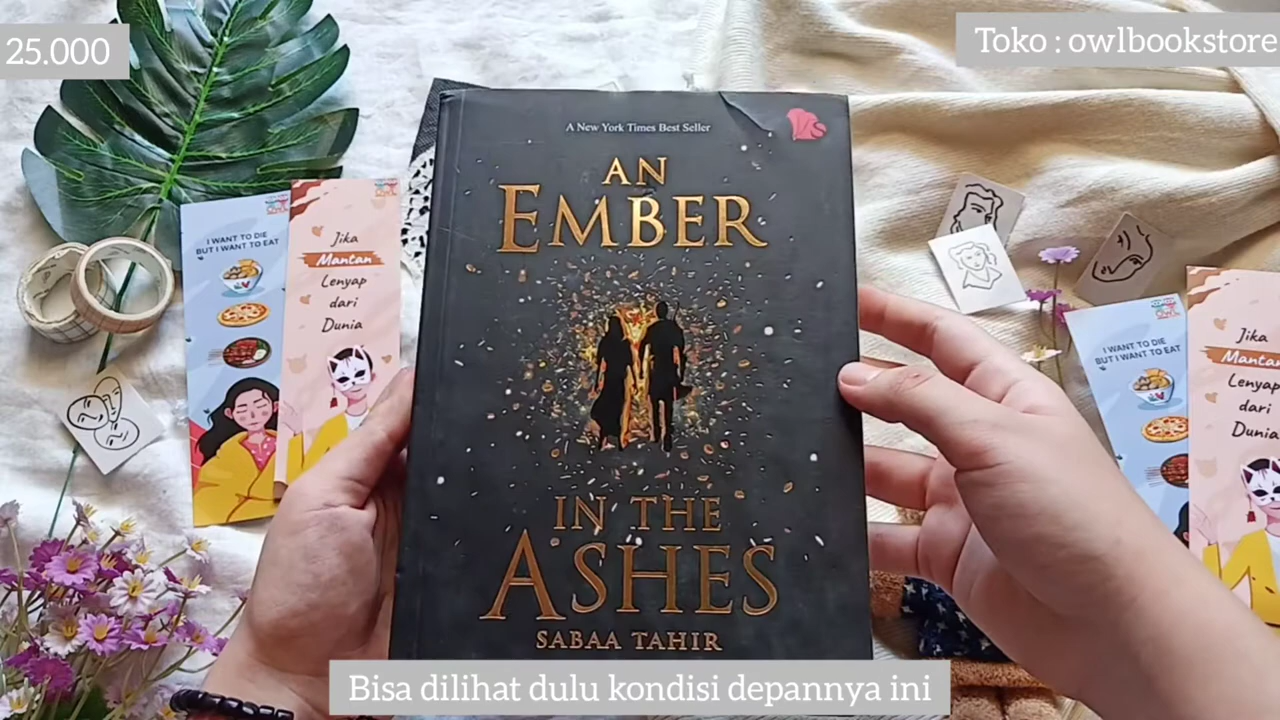 25.000
Toko : owlbookstore
A New York Times Best Seller
AN
EMBER
IN THE
ASHES
SABAA TAHIR
I WANT TO DIE
BUT I WANT TO EAT
Jika
Mantan
Lenyap
dari
Dunia
I WANT TO DIE
BUT I WANT TO EAT
Jika
Mantan
Lenyap
dari
Dunia
Bisa dilihat dulu kondisi depannya ini